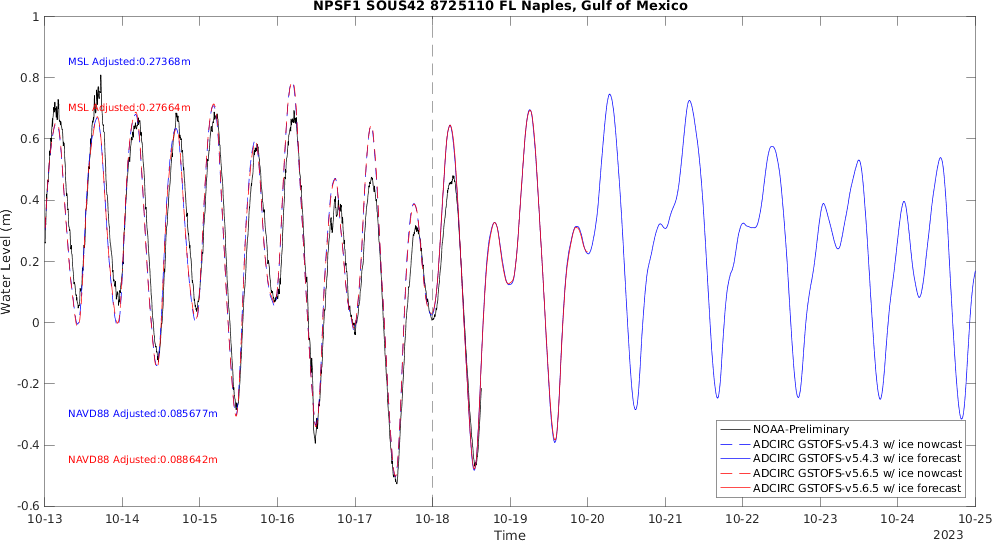 NPSF1 SOUS42 8725110 FL Naples, Gulf of Mexico
1
0.8
0.6
0.4
0.2
0
-0.2
-0.4
-0.6
Water Level (m)
MSL Adjusted:0.27368m
MSL Adjusted:0.27664m
NAVD88 Adjusted:0.085677m
NAVD88 Adjusted:0.088642m
NOAA-Preliminary
ADCIRC GSTOFS-v5.4.3 w/ ice nowcast
ADCIRC GSTOFS-v5.4.3 w/ ice forecast
ADCIRC GSTOFS-v5.6.5 w/ ice nowcast
ADCIRC GSTOFS-v5.6.5 w/ ice forecast
10-13 10-14 10-15 10-16 10-17 10-18 10-19 10-20 10-21 10-22 10-23 10-24 10-25
Time
2023